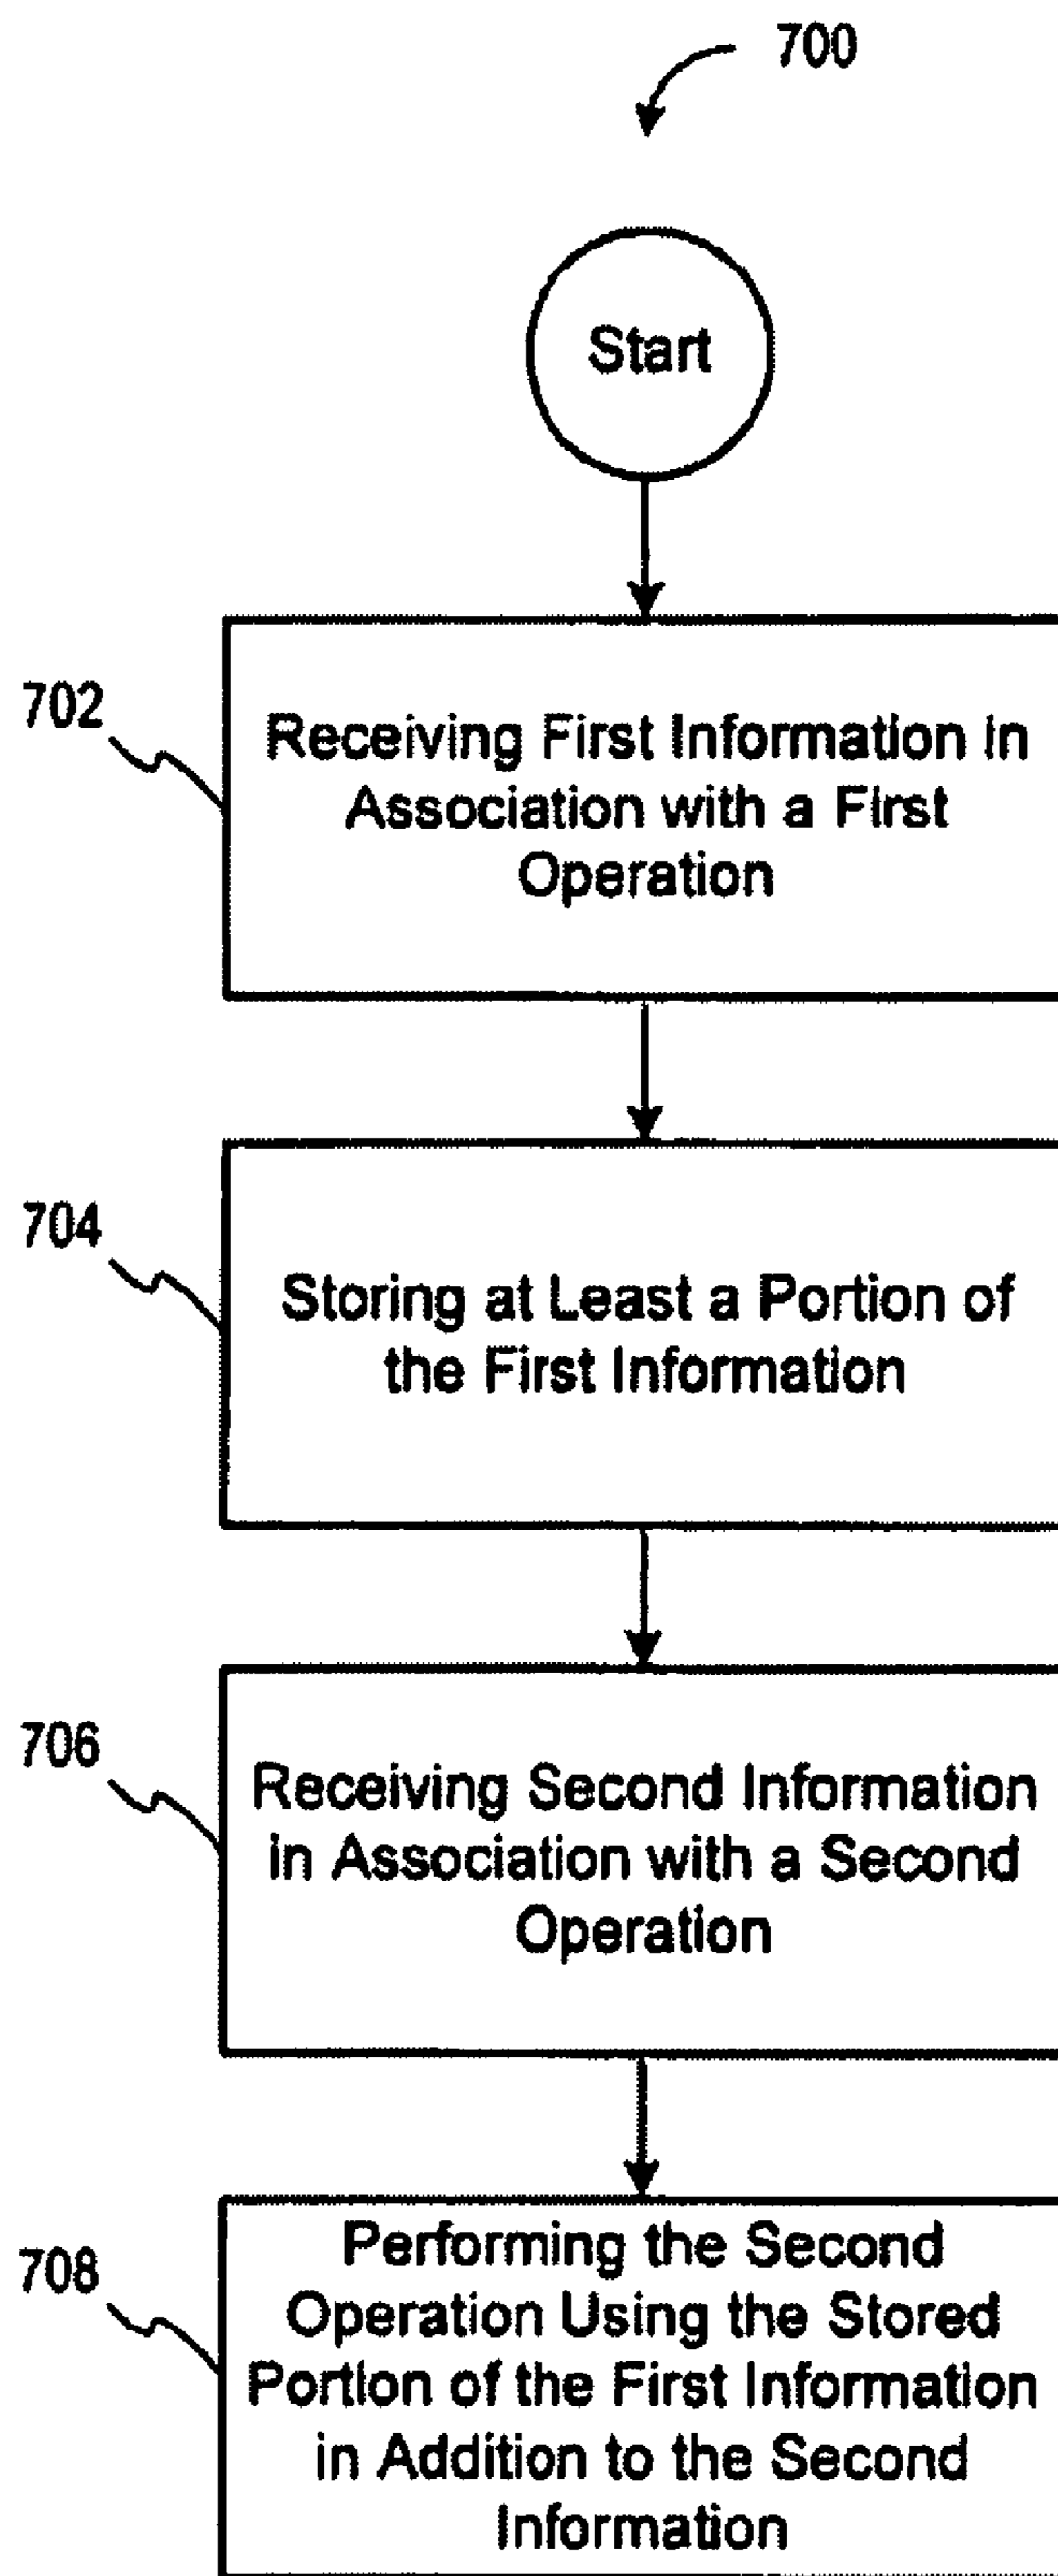 700
Start
702
Receiving First Information in
Association with a First
Operation
704
Storing at Least a Portion of
the First Information
706
Receiving Second Information
in Association with a Second
Operation
708
Performing the Second
Operation Using the Stored
Portion of the First Information
in Addition to the Second
Information